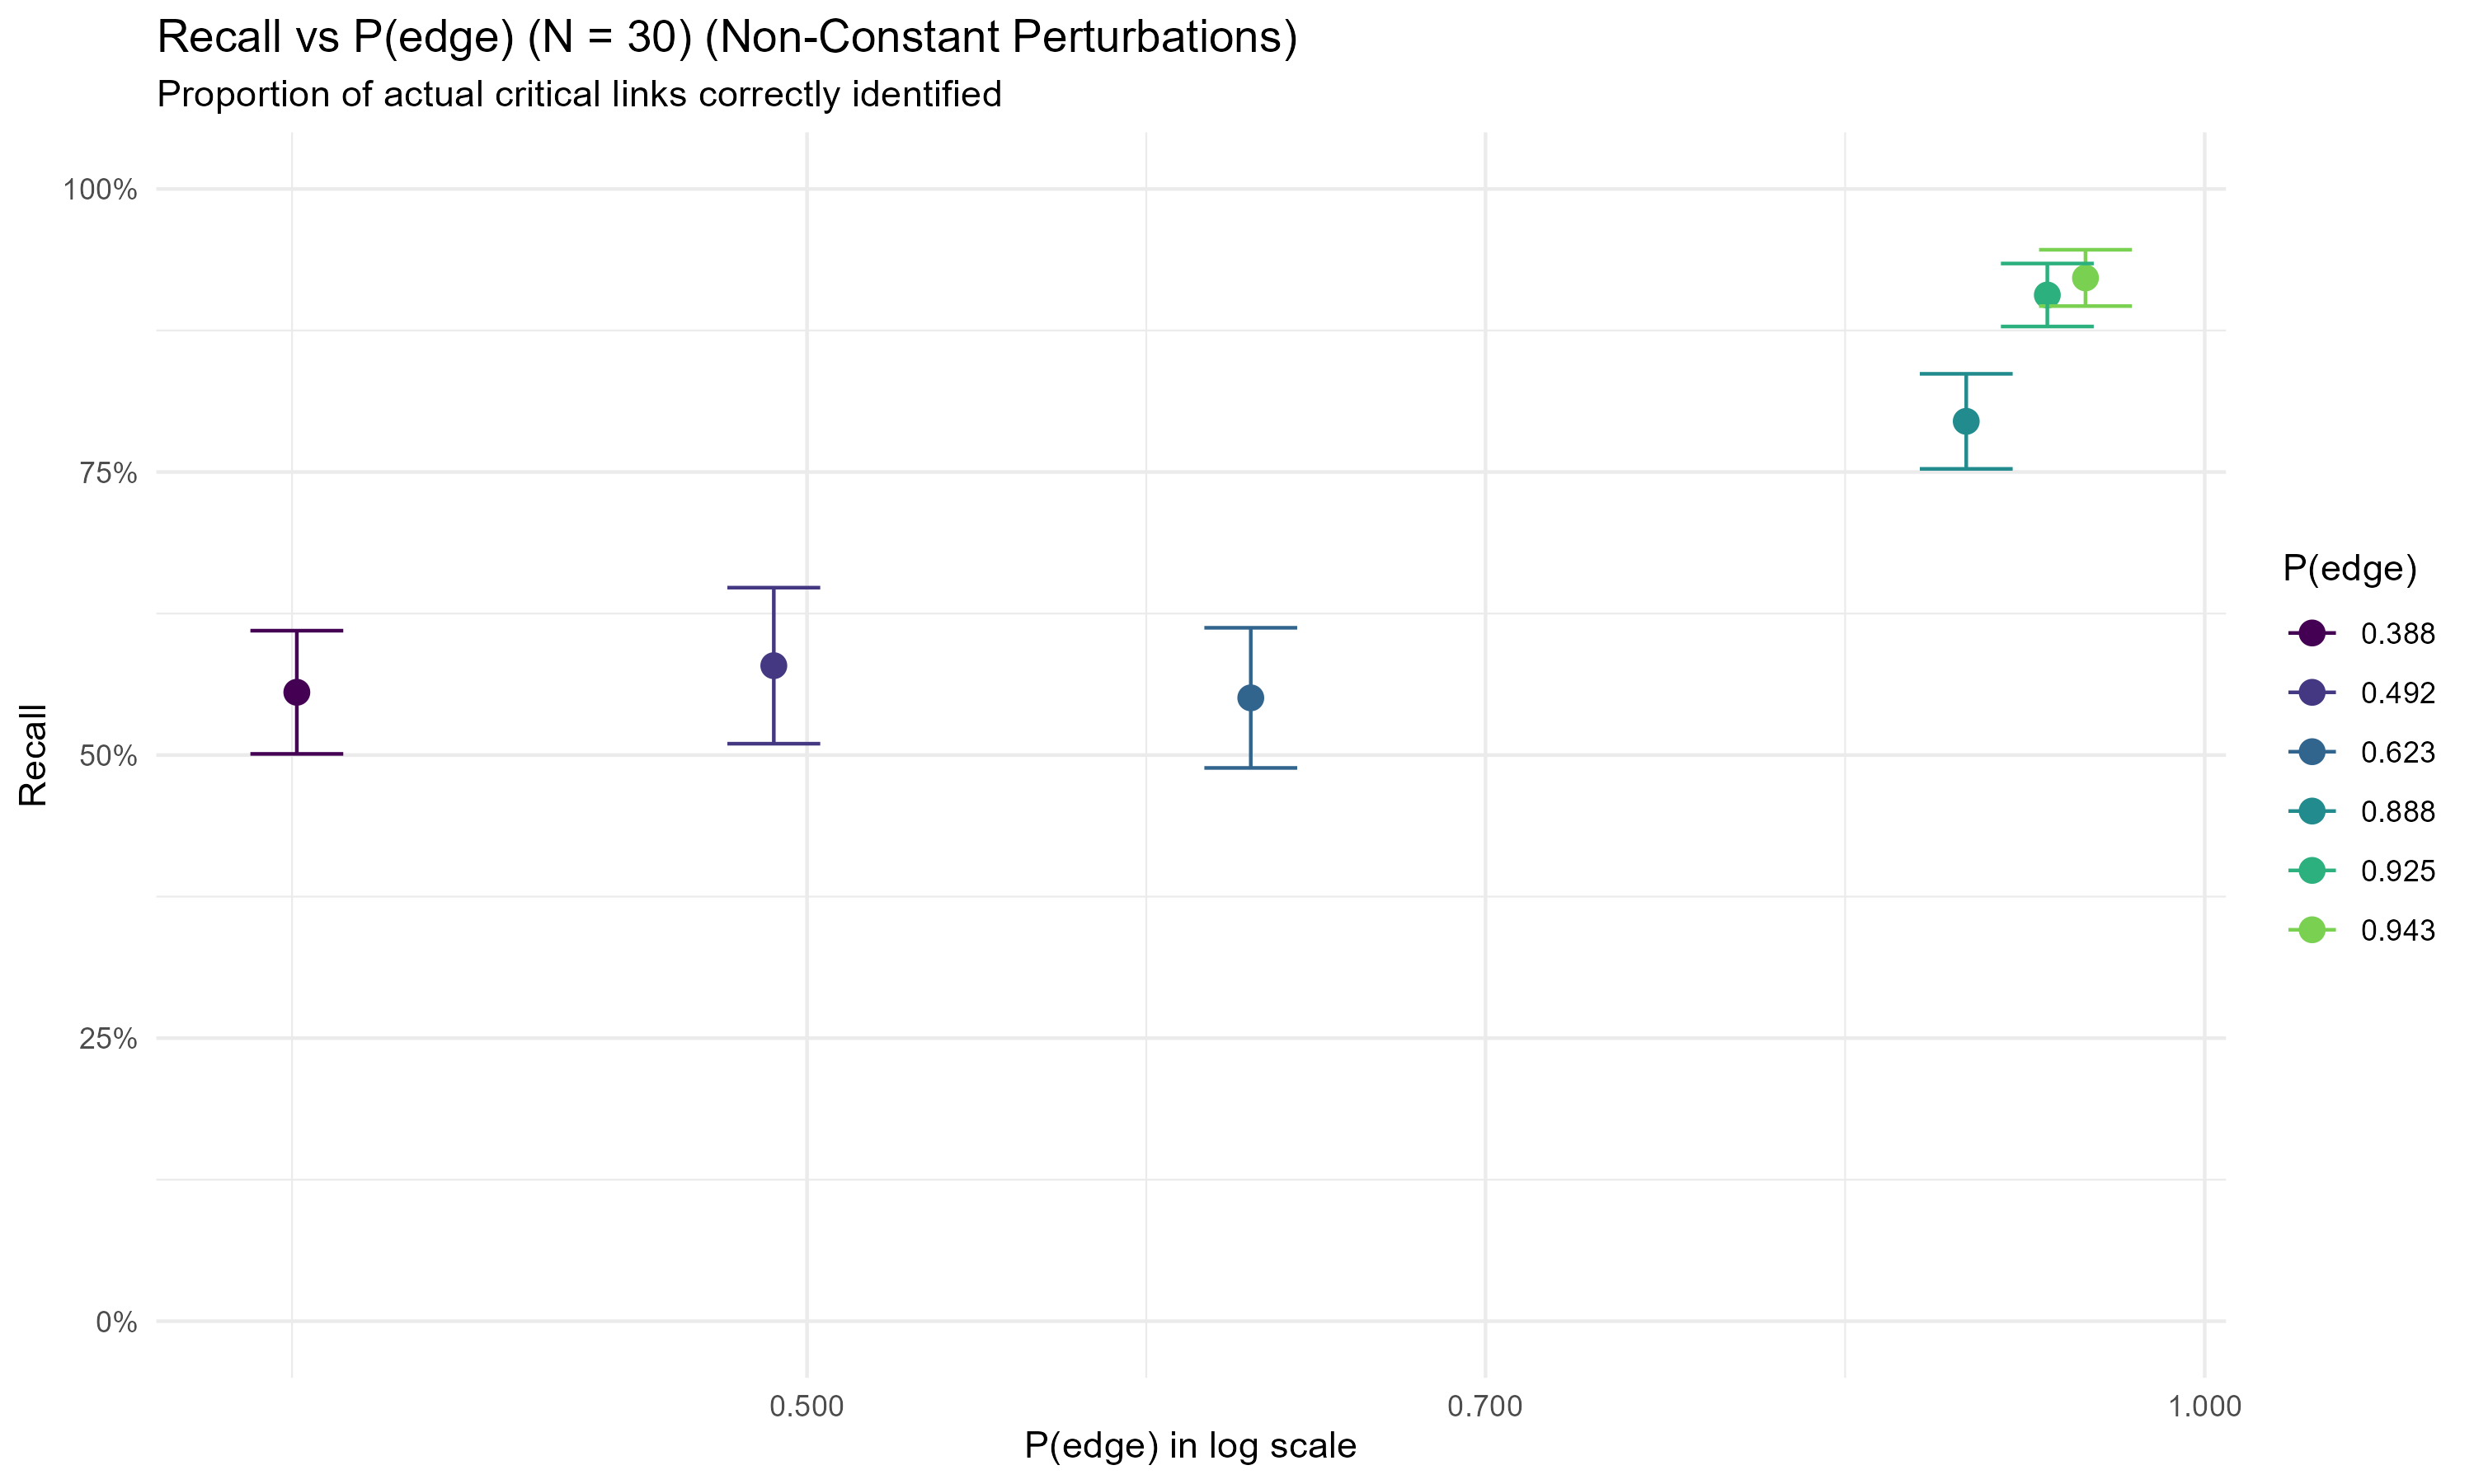 Recall vs P(edge) (N = 30) (Non-Constant Perturbations)
Proportion of actual critical links correctly identified
100%
75%
50%
25%
0%
Recall
0.500
0.700
1.000
P(edge) in log scale
P(edge)
0.388
0.492
0.623
0.888
0.925
0.943